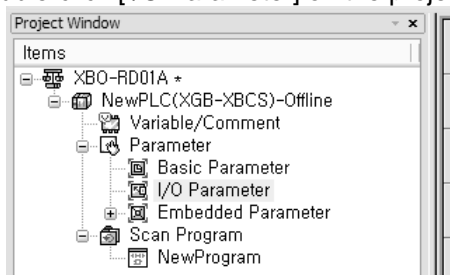 Project Window
Items
XBO-RD01A *
NewPLC(XGB-XBCS)-Offline
Variable/Comment
Parameter
Basic Parameter
I/O Parameter
Embedded Parameter
Scan Program
NewProgram